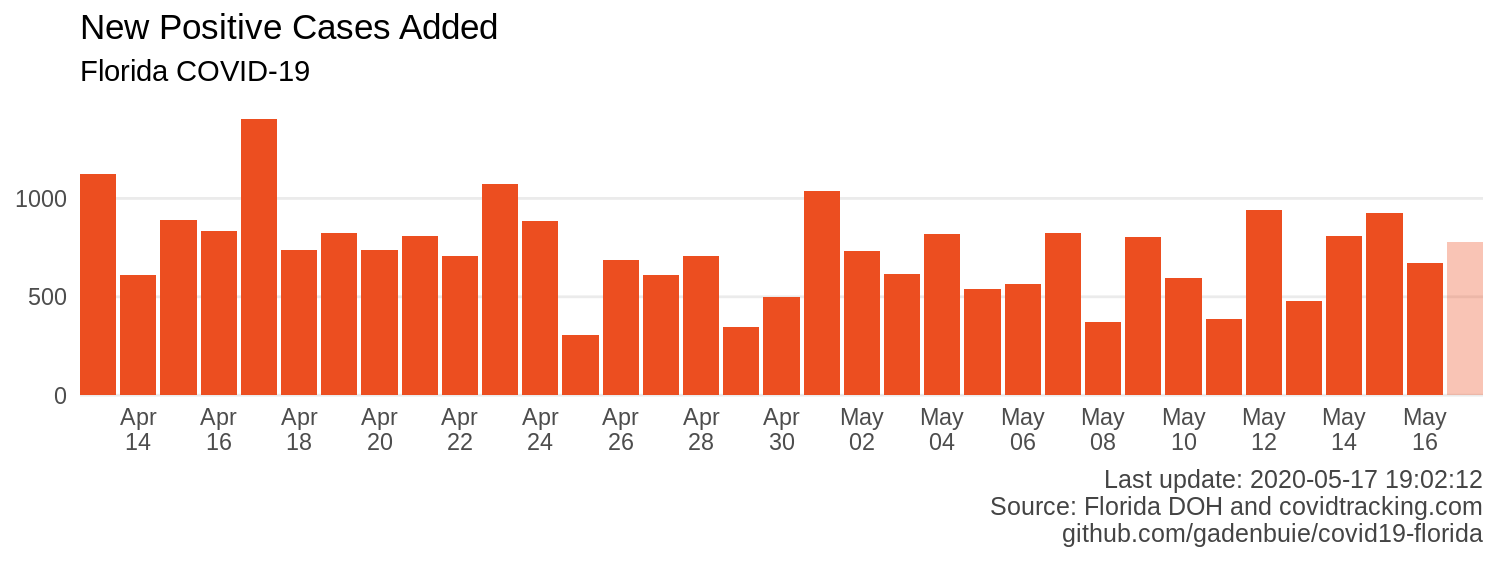 New Positive Cases Added
Florida COVID-19
1000
500
0
Apr 14
Apr 16
Apr 18
Apr 20
Apr 22
Apr 24
Apr 26
Apr 28
Apr 30
May 02
May 04
May 06
May 08
May 10
May 12
May 14
May 16
Last update: 2020-05-17 19:02:12
Source: Florida DOH and covidtracking.com
github.com/gadenbuie/covid19-florida